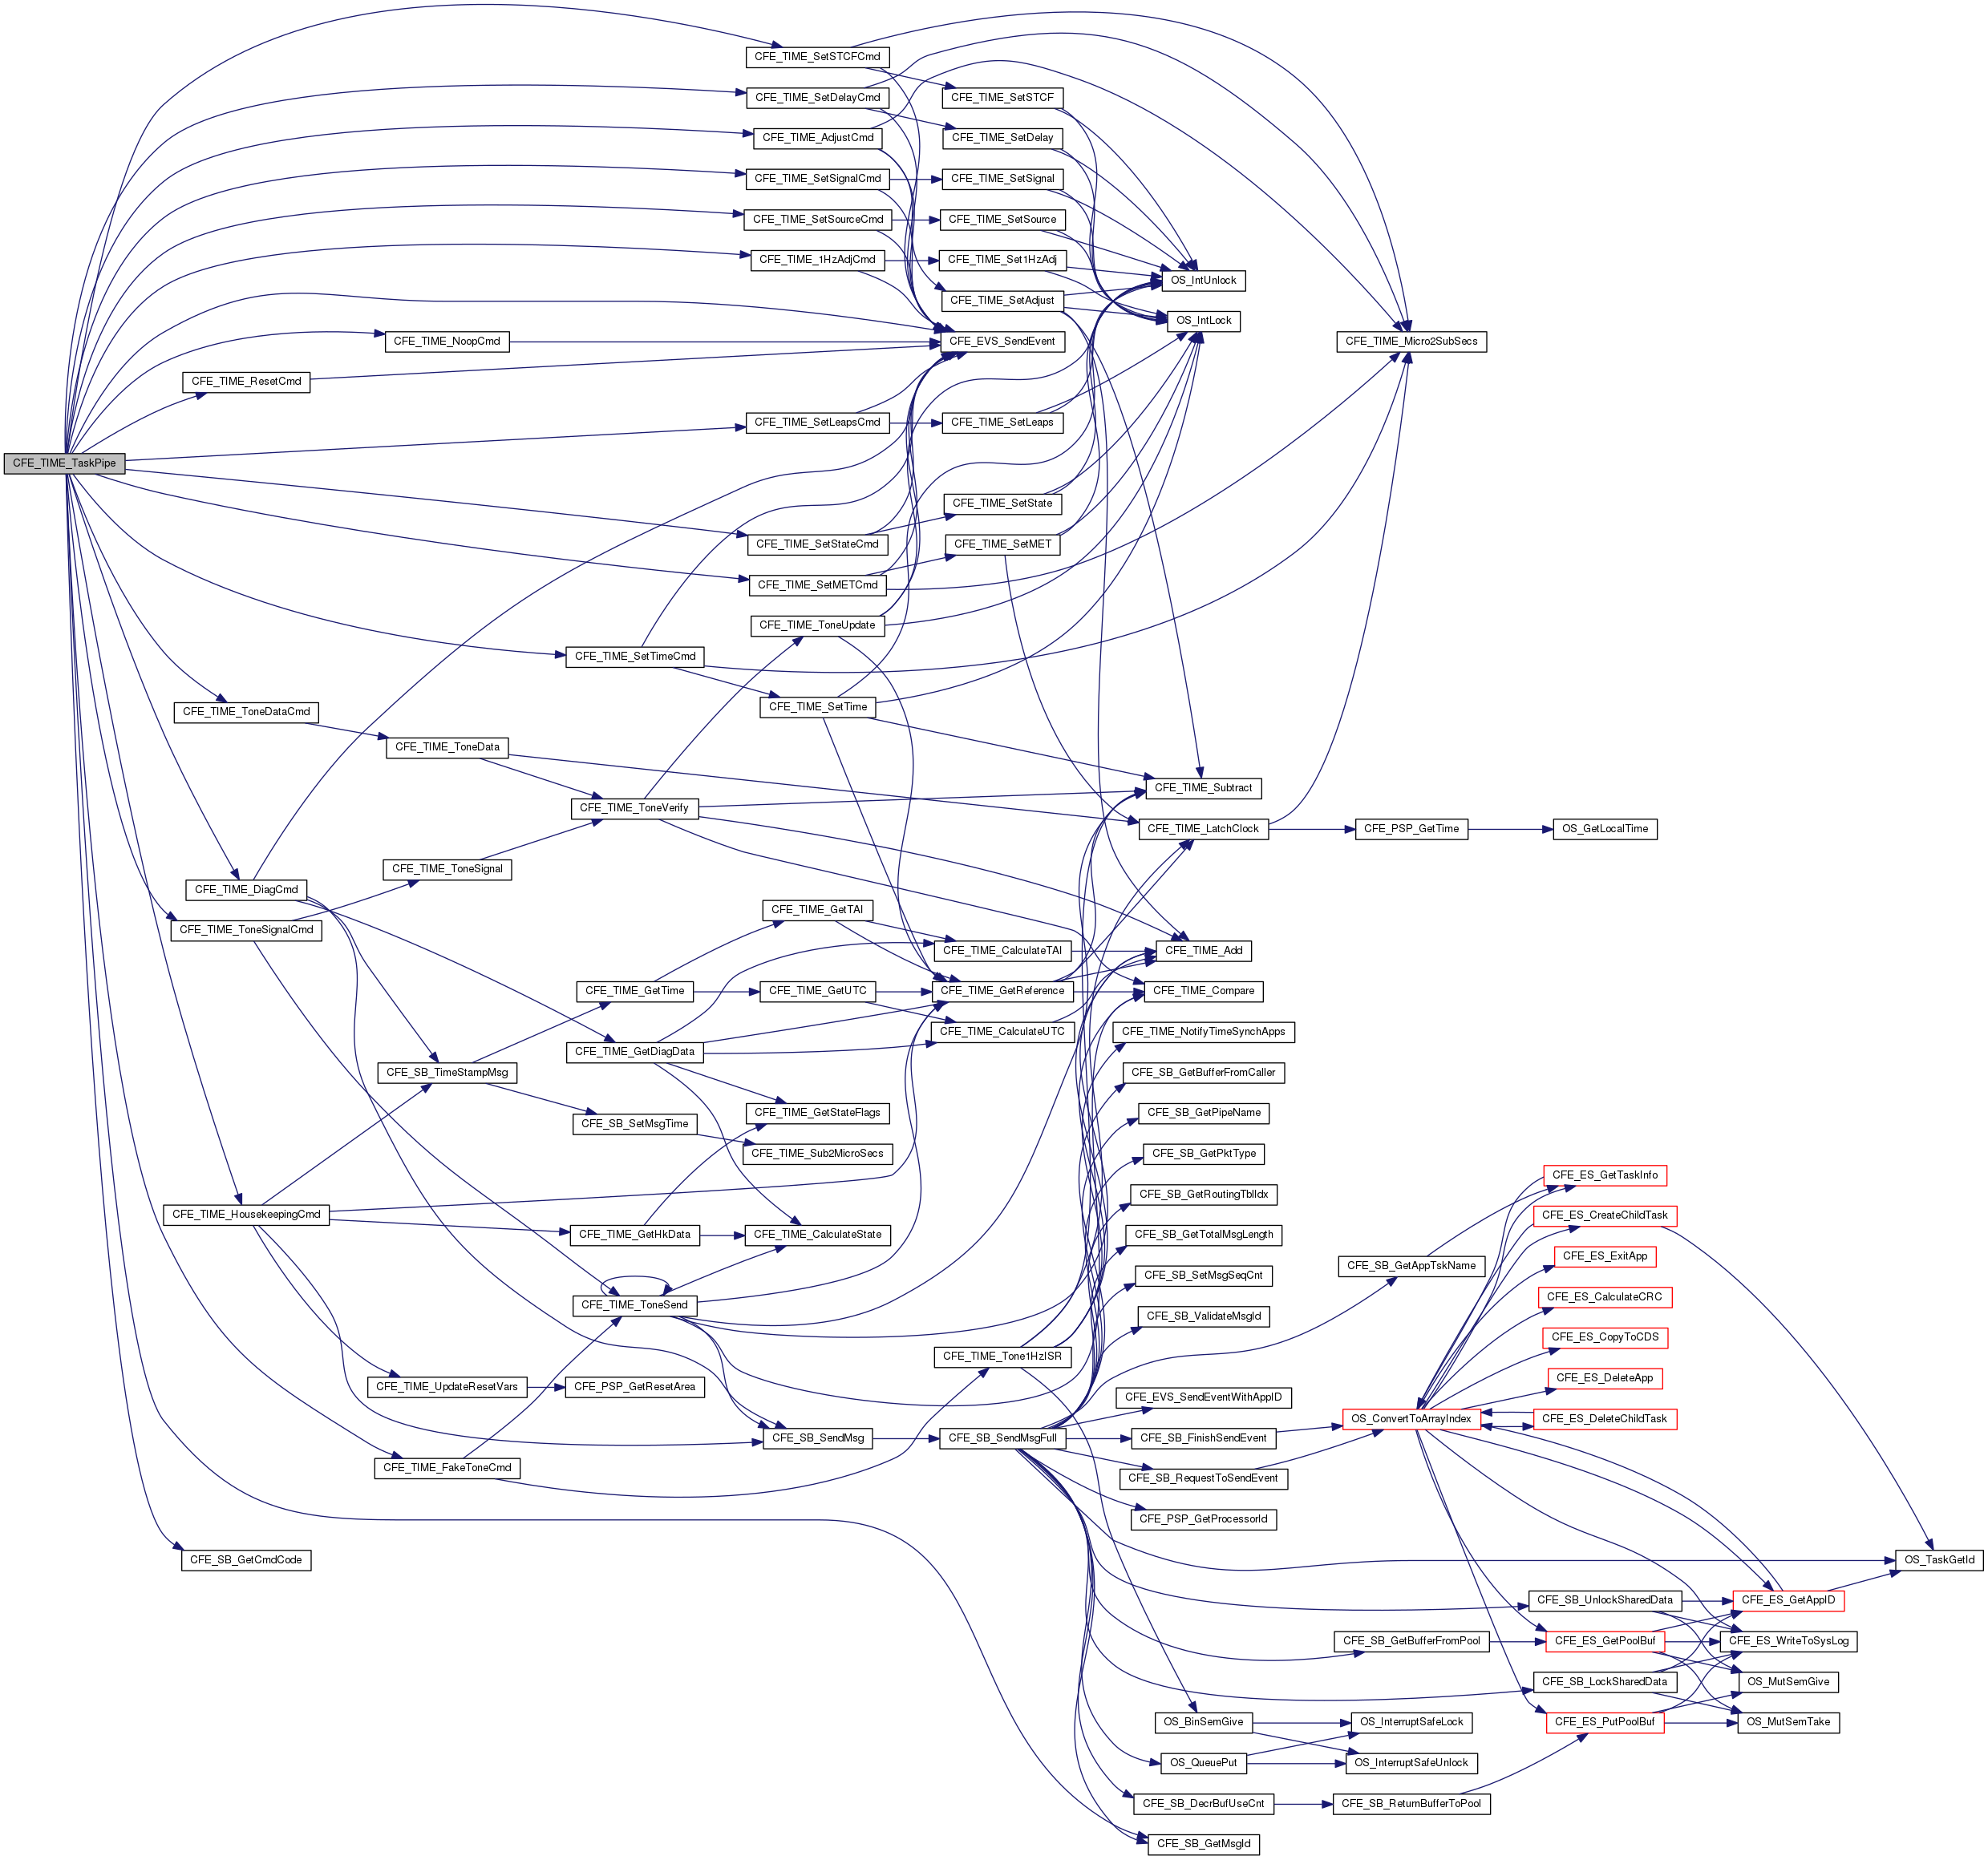 CFE_TIME_TaskPipe
CFE_TIME_ResetCmd
CFE_TIME_ToneDataCmd
CFE_TIME_DiagCmd
CFE_TIME_ToneSignalCmd
CFE_TIME_HousekeepingCmd
CFE_SB_GetCmdCode
CFE_TIME_NoopCmd
CFE_TIME_ToneData
CFE_TIME_ToneSignal
CFE_SB_TimeStampMsg
CFE_TIME_UpdateResetVars
CFE_TIME_FakeToneCmd
CFE_TIME_SetTimeCmd
CFE_TIME_ToneVerify
CFE_TIME_GetTime
CFE_TIME_GetDiagData
CFE_SB_SetMsgTime
CFE_TIME_GetHkData
CFE_TIME_ToneSend
CFE_PSP_GetResetArea
CFE_TIME_SetSTCFCmd
CFE_TIME_SetDelayCmd
CFE_TIME_AdjustCmd
CFE_TIME_SetSignalCmd
CFE_TIME_SetSourceCmd
CFE_TIME_1HzAdjCmd
CFE_TIME_SetLeapsCmd
CFE_TIME_SetStateCmd
CFE_TIME_SetMETCmd
CFE_TIME_ToneUpdate
CFE_TIME_SetTime
CFE_TIME_GetTAI
CFE_TIME_GetUTC
CFE_TIME_GetStateFlags
CFE_TIME_Sub2MicroSecs
CFE_TIME_CalculateState
CFE_SB_SendMsg
CFE_TIME_SetSTCF
CFE_TIME_SetDelay
CFE_TIME_SetSignal
CFE_TIME_SetSource
CFE_TIME_Set1HzAdj
CFE_TIME_SetAdjust
CFE_EVS_SendEvent
CFE_TIME_SetLeaps
CFE_TIME_SetState
CFE_TIME_SetMET
CFE_TIME_CalculateTAI
CFE_TIME_GetReference
CFE_TIME_CalculateUTC
CFE_TIME_Tone1HzISR
CFE_SB_SendMsgFull
OS_IntUnlock
OS_IntLock
CFE_TIME_Subtract
CFE_TIME_LatchClock
CFE_TIME_Add
CFE_TIME_Compare
CFE_TIME_NotifyTimeSynchApps
CFE_SB_GetBufferFromCaller
CFE_SB_GetPipeName
CFE_SB_GetPktType
CFE_SB_GetRoutingTblIdx
CFE_SB_GetTotalMsgLength
CFE_SB_SetMsgSeqCnt
CFE_SB_ValidateMsgId
CFE_EVS_SendEventWithAppID
CFE_SB_FinishSendEvent
CFE_SB_RequestToSendEvent
CFE_PSP_GetProcessorId
OS_BinSemGive
OS_QueuePut
CFE_SB_DecrBufUseCnt
CFE_SB_GetMsgId
CFE_TIME_Micro2SubSecs
CFE_PSP_GetTime
CFE_SB_GetAppTskName
OS_ConvertToArrayIndex
CFE_SB_GetBufferFromPool
OS_InterruptSafeLock
OS_InterruptSafeUnlock
CFE_SB_ReturnBufferToPool
OS_GetLocalTime
CFE_ES_GetTaskInfo
CFE_ES_CreateChildTask
CFE_ES_ExitApp
CFE_ES_CalculateCRC
CFE_ES_CopyToCDS
CFE_ES_DeleteApp
CFE_ES_DeleteChildTask
CFE_SB_UnlockSharedData
CFE_ES_GetPoolBuf
CFE_SB_LockSharedData
CFE_ES_PutPoolBuf
CFE_ES_GetAppID
CFE_ES_WriteToSysLog
OS_MutSemGive
OS_MutSemTake
OS_TaskGetId